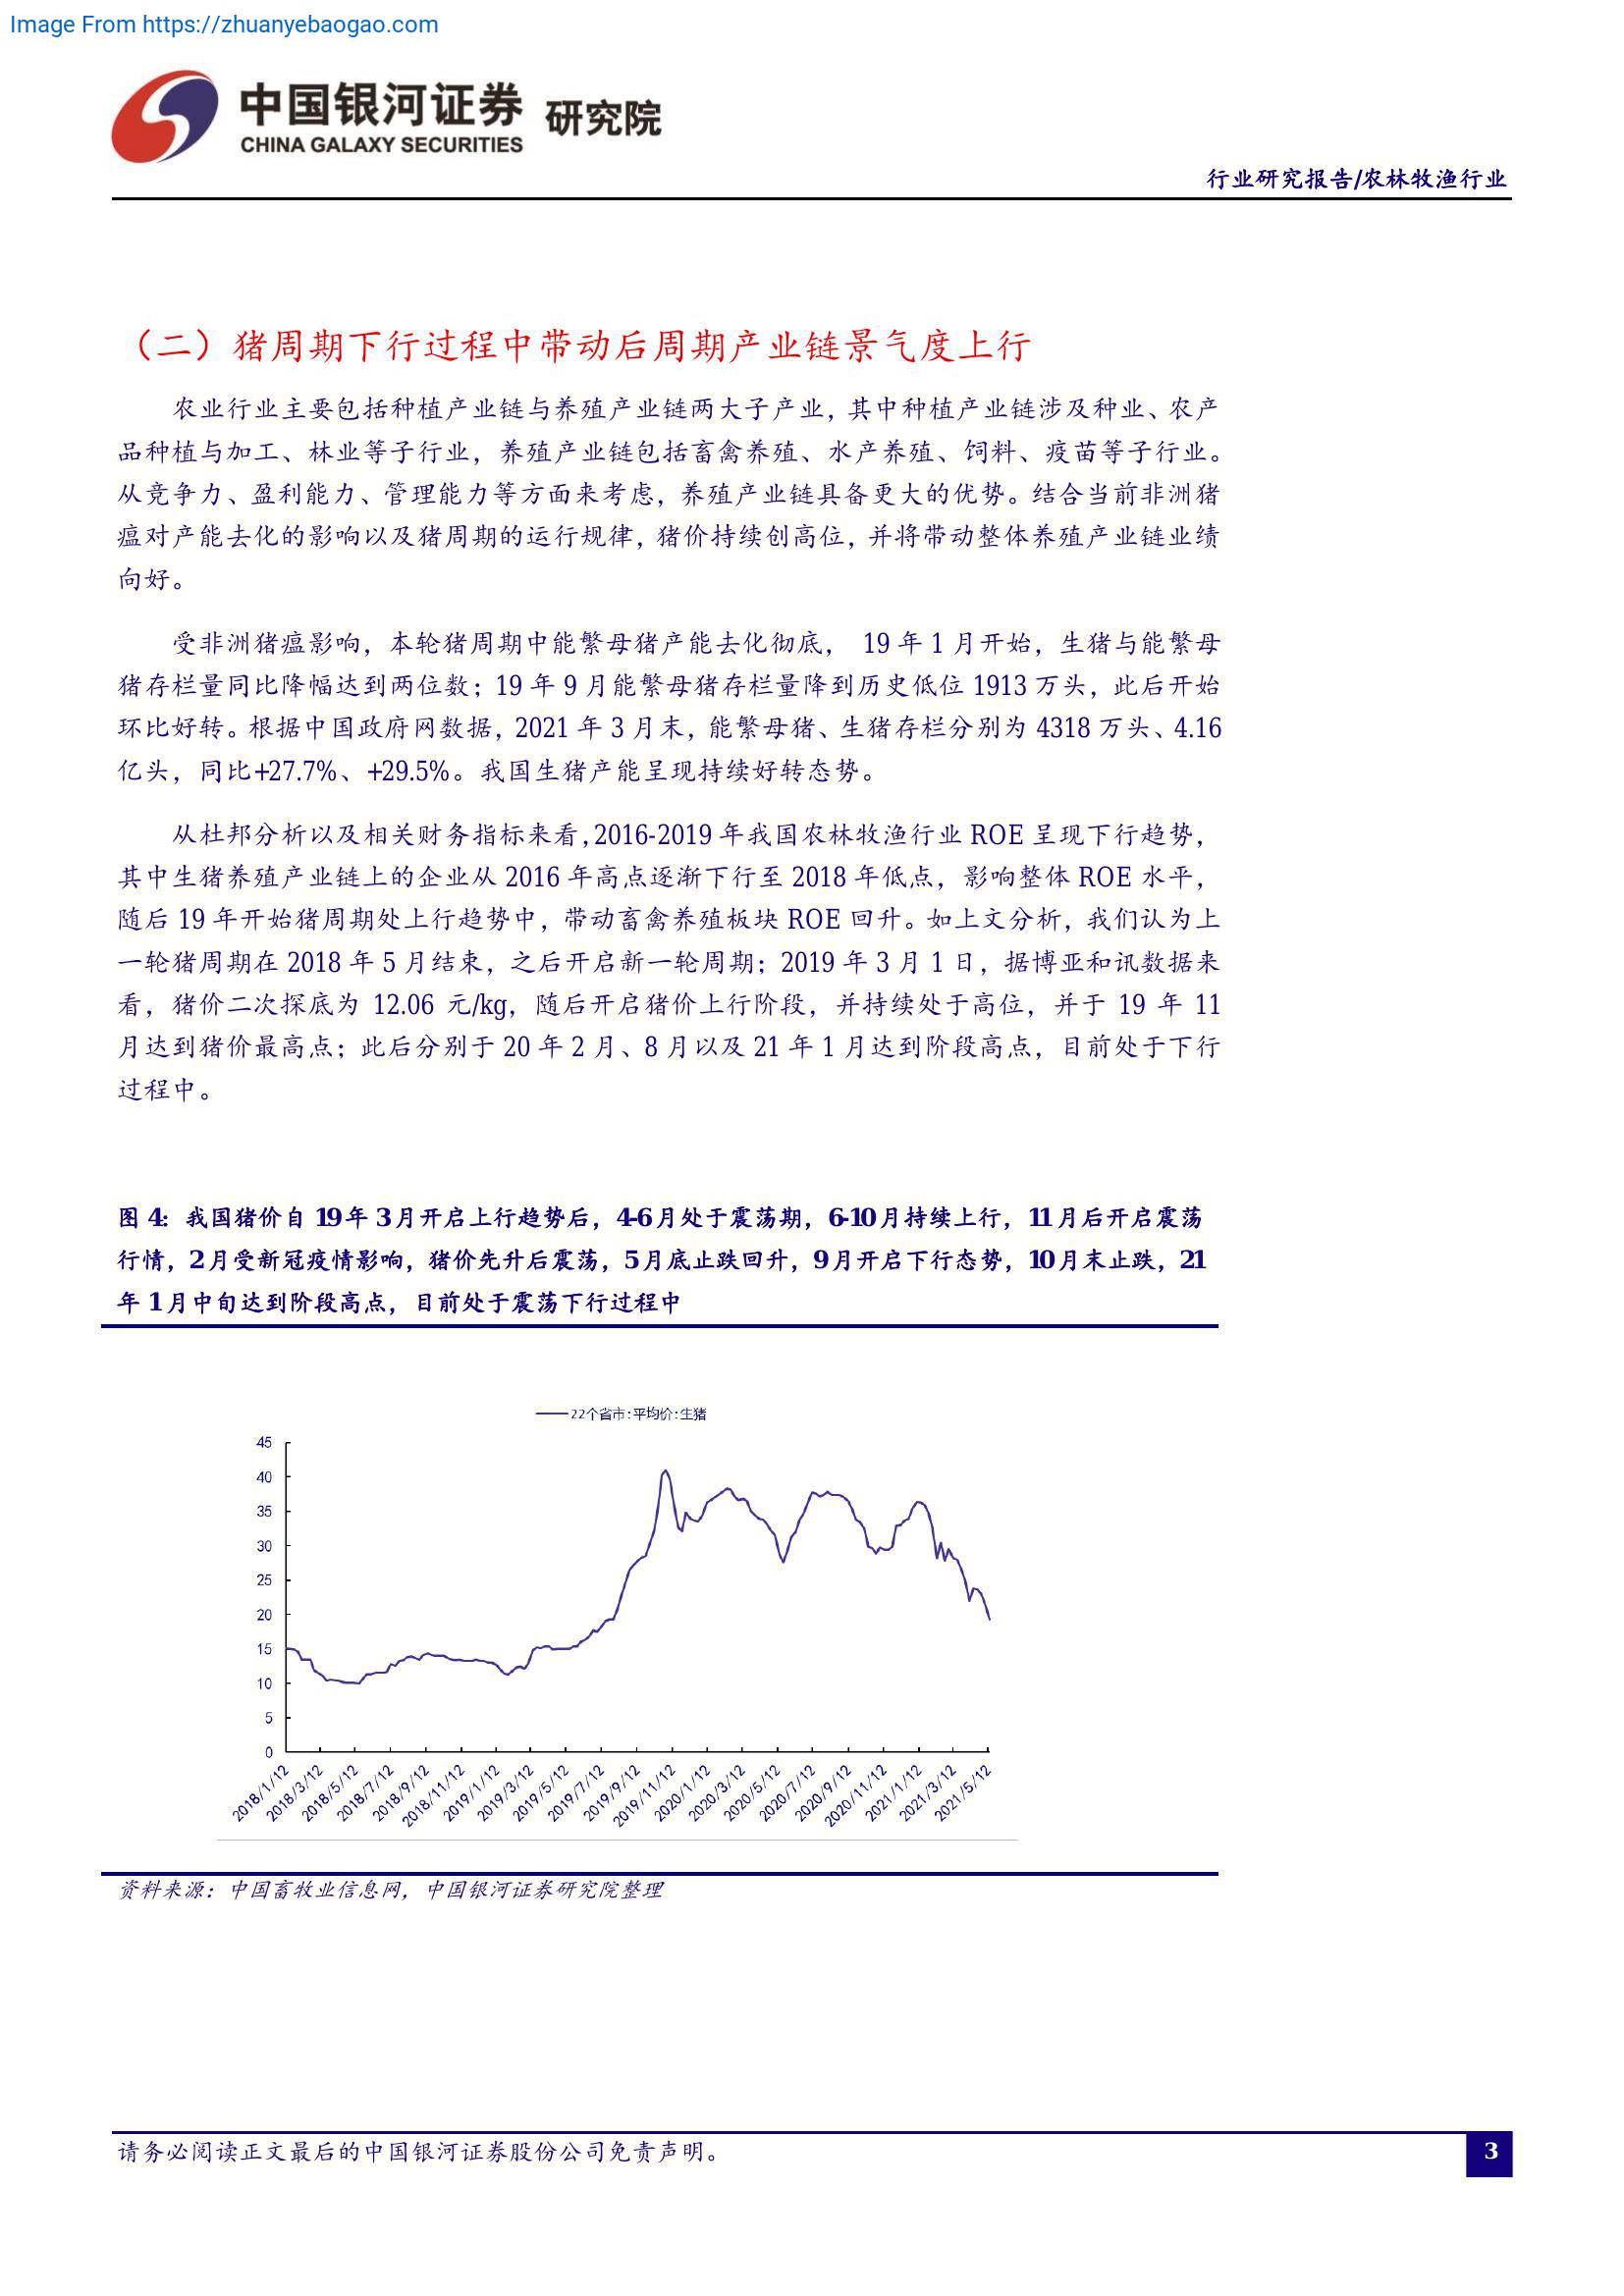 Image From https://zhuanyebaogao.com
中国银河证券 研究院
CHINA GALAXY SECURITIES
行业研究报告/农林牧渔行业
（二）猪周期下行过程中带动后周期产业链景气度上行
农业行业主要包括种植产业链与养殖产业链两大子产业，其中种植产业链涉及种业、农产
品种植与加工、林业等子行业，养殖产业链包括畜禽养殖、水产养殖、饲料、疫苗等子行业。
从竞争力、盈利能力、管理能力等方面来考虑，养殖产业链具备更大的优势。结合当前非洲猪
瘟对产能去化的影响以及猪周期的运行规律，猪价持续创高位，并将带动整体养殖产业链业绩
向好。
受非洲猪瘟影响，本轮猪周期中能繁母猪产能去化彻底， 19 年 1 月开始，生猪与能繁母
猪存栏量同比降幅达到两位数；19 年 9 月能繁母猪存栏量降到历史低位 1913 万头，此后开始
环比好转。根据中国政府网数据，2021 年 3 月末，能繁母猪、生猪存栏分别为 4318 万头、4.16
亿头，同比+27.7%、+29.5%。我国生猪产能呈现持续好转态势。
从杜邦分析以及相关财务指标来看，2016-2019 年我国农林牧渔行业 ROE 呈现下行趋势，
其中生猪养殖产业链上的企业从 2016 年高点逐渐下行至 2018 年低点，影响整体 ROE 水平，
随后 19 年开始猪周期处上行趋势中，带动畜禽养殖板块 ROE 回升。如上文分析，我们认为上
一轮猪周期在 2018 年 5 月结束，之后开启新一轮周期；2019 年 3 月 1 日，据博亚和讯数据来
看，猪价二次探底为 12.06 元/kg，随后开启猪价上行阶段，并持续处于高位，并于 19 年 11
月达到猪价最高点；此后分别于 20 年 2 月、8 月以及 21 年 1 月达到阶段高点，目前处于下行
过程中。
图 4: 我国猪价自 19 年 3 月开启上行趋势后，4-6 月处于震荡期，6-10 月持续上行，11 月后开启震荡
行情，2 月受新冠疫情影响，猪价先升后震荡，5 月底止跌回升，9 月开启下行态势，10 月末止跌，21
年 1 月中旬达到阶段高点，目前处于震荡下行过程中
22个省市:平均价:生猪
45
40
35
30
25
20
15
10
5
0
2018/1/12
2018/3/12
2018/5/12
2018/7/12
2018/9/12
2018/11/12
2019/1/12
2019/3/12
2019/5/12
2019/7/12
2019/9/12
2019/11/12
2020/1/12
2020/3/12
2020/5/12
2020/7/12
2020/9/12
2020/11/12
2021/1/12
2021/3/12
2021/5/12
资料来源：中国畜牧业信息网，中国银河证券研究院整理
请务必阅读正文最后的中国银河证券股份公司免责声明。
3